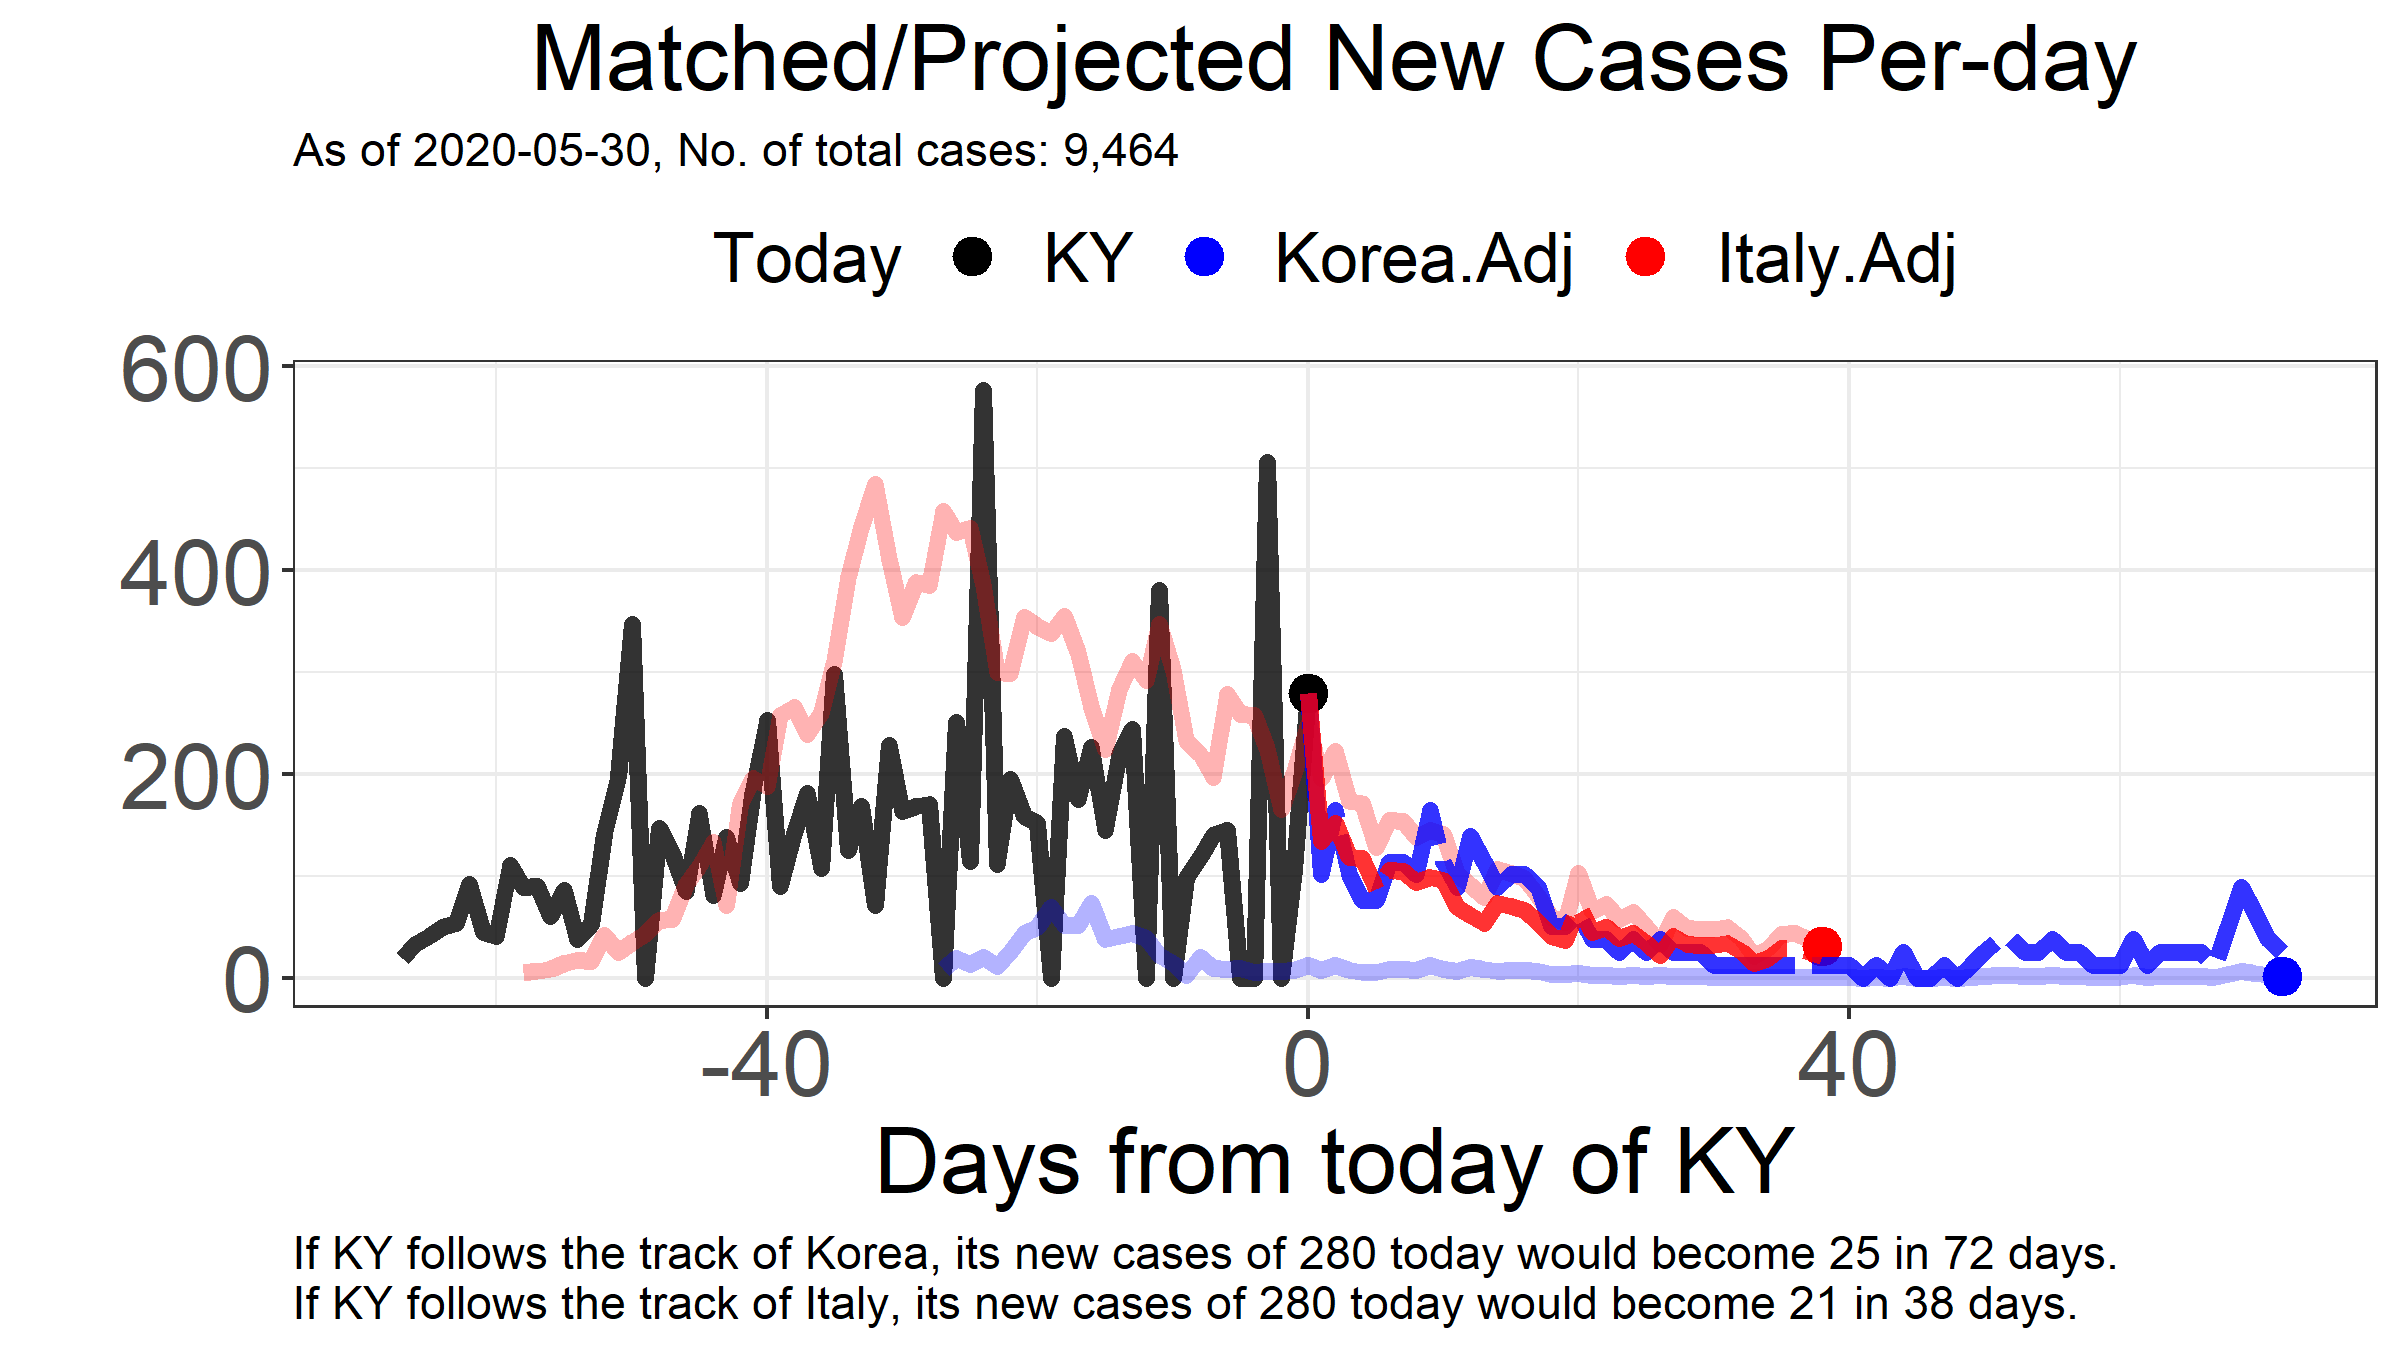 Matched/Projected New Cases Per-day
As of 2020-05-30, No. of total cases: 9,464
Today KY Korea.Adj Italy.Adj
600
400
200
0
-40 0 40
Days from today of KY
If KY follows the track of Korea, its new cases of 280 today would become 25 in 72 days.
If KY follows the track of Italy, its new cases of 280 today would become 21 in 38 days.